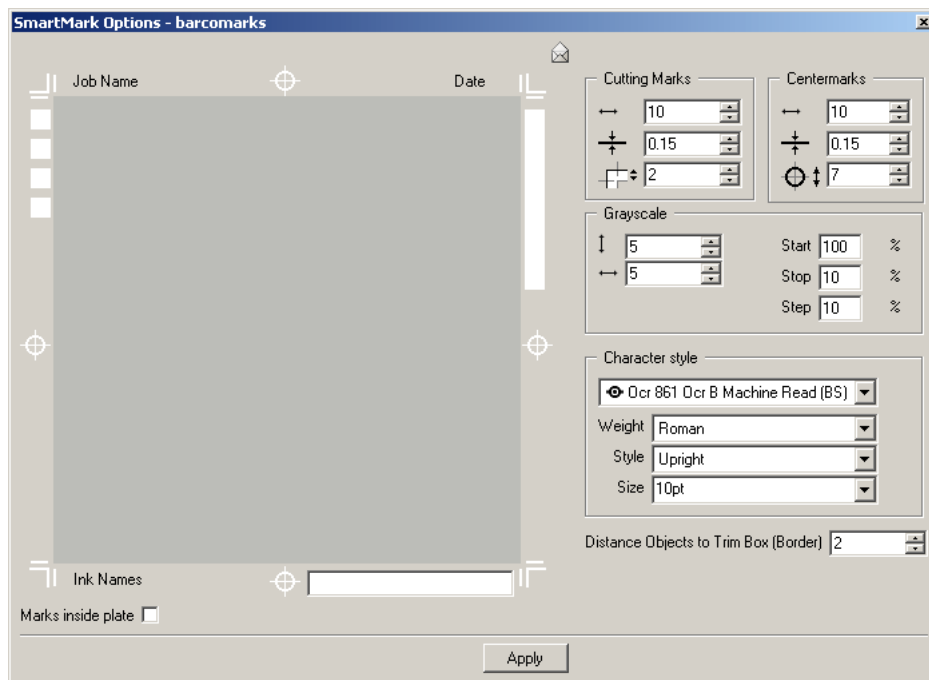 SmartMark Options - barcomarks
Job Name
Date
Ink Names
Marks inside plate
Cutting Marks
10
0.15
2
Centermarks
10
0.15
7
Grayscale
5
5
Start 100 %
Stop 10 %
Step 10 %
Character style
Ocr 861 Ocr B Machine Read (BS)
Weight Roman
Style Upright
Size 10pt
Distance Objects to Trim Box (Border) 2
Apply